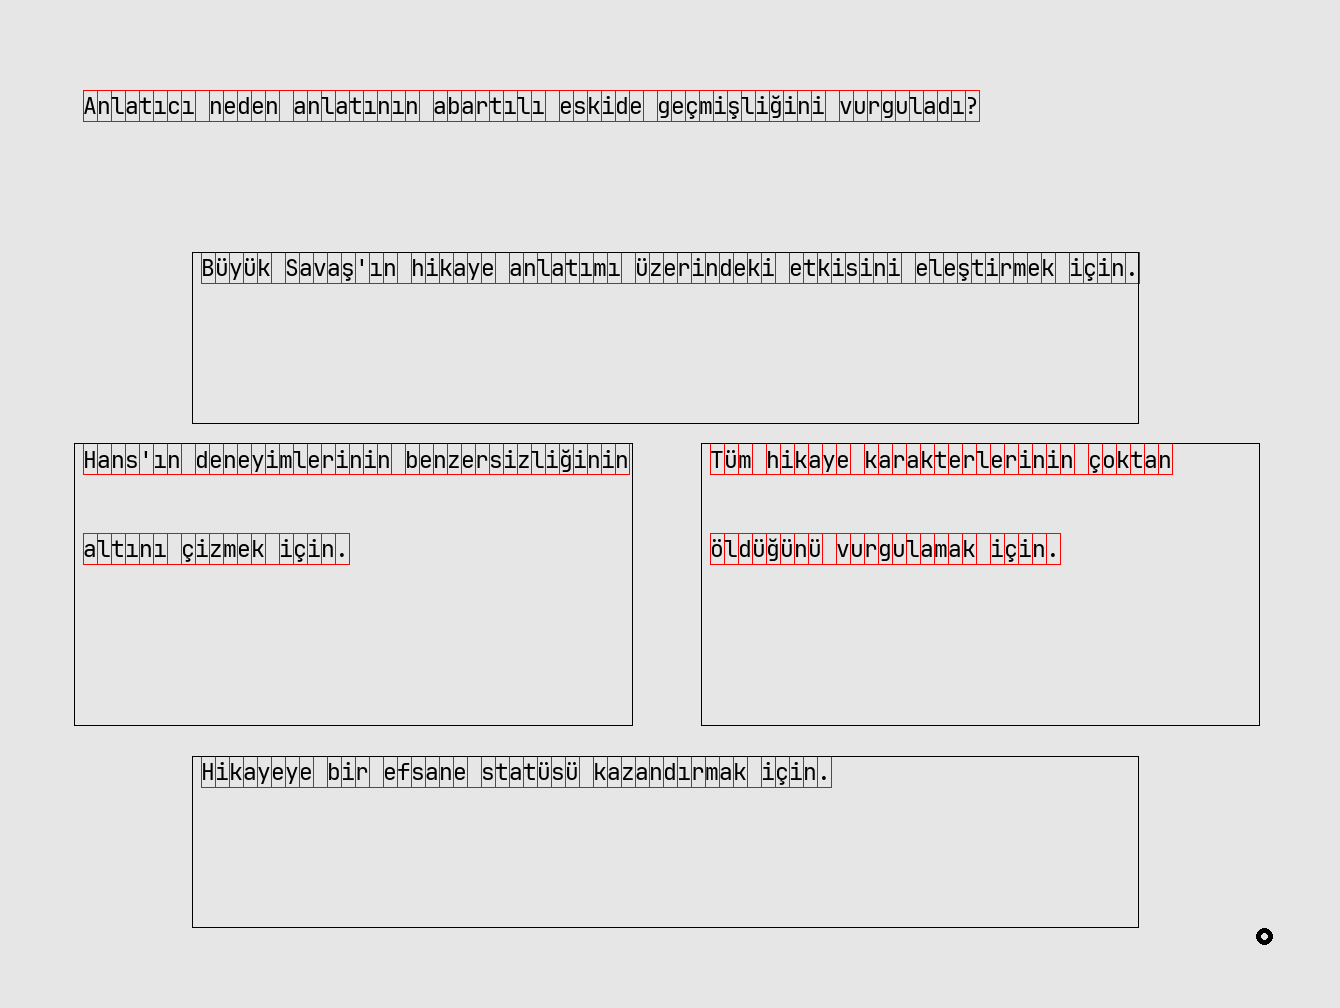 Anlatıcı neden anlatının abartılı eskide geçmişliğini vurguladı?
Büyük Savaş'ın hikaye anlatımı üzerindeki etkisini eleştirmek için.
Hans'ın deneyimlerinin benzersizliğinin
altını çizmek için.
Tüm hikaye karakterlerinin çoktan
öldüğünü vurgulamak için.
Hikayeye bir efsane statüsü kazandırmak için.